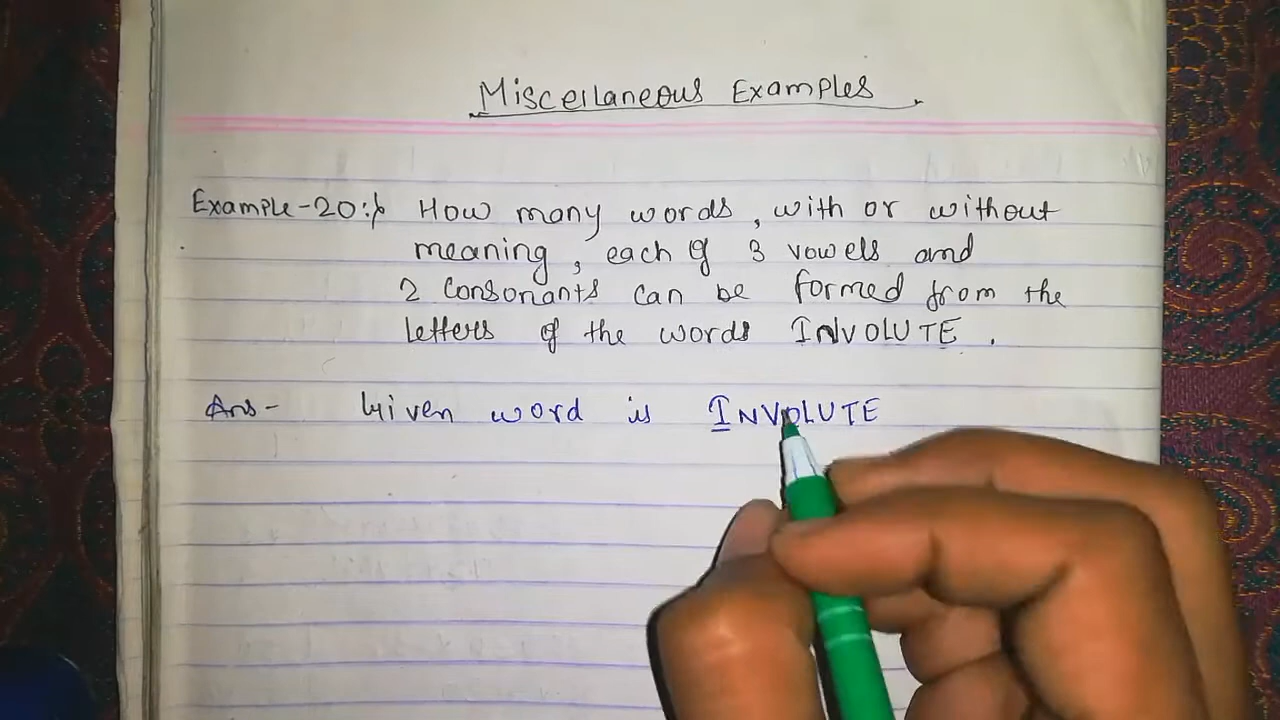 Miscellaneous Examples
Example-20:- How many words, with or without
meaning, each of 3 vowels and
2 consonants can be formed from the
letters of the words INVOLUTE.
Ans- Given word is INVOLUTE